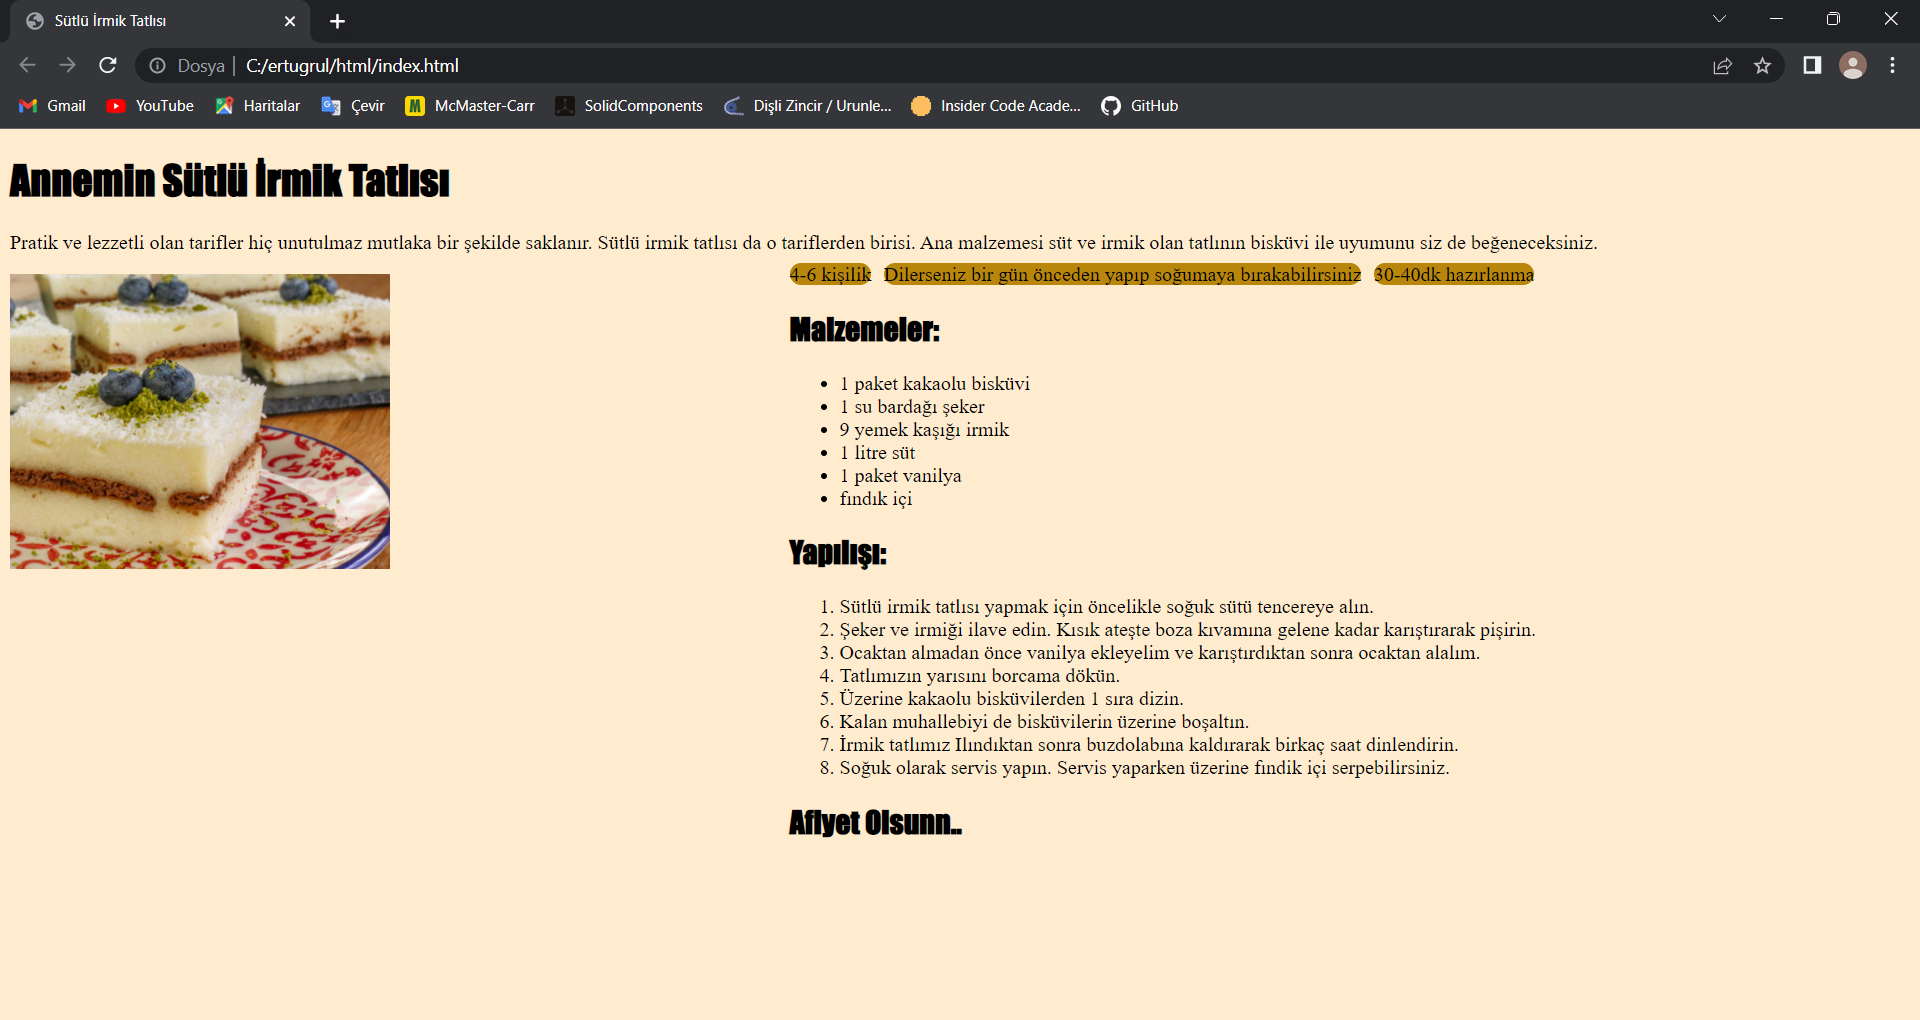 Sütlü İrmik Tatlısı
Dosya | C:/ertugrul/html/index.html
Gmail YouTube Haritalar Çevir McMaster-Carr SolidComponents Dişli Zincir / Urunle... Insider Code Acade... GitHub
Annemin Sütlü İrmik Tatlısı
Pratik ve lezzetli olan tarifler hiç unutulmaz mutlaka bir şekilde saklanır. Sütlü irmik tatlısı da o tariflerden birisi. Ana malzemesi süt ve irmik olan tatlının bisküvi ile uyumunu siz de beğeneceksiniz.
4-6 kişilik Dilerseniz bir gün önceden yapıp soğumaya bırakabilirsiniz 30-40dk hazırlanma
Malzemeler:
• 1 paket kakaolu bisküvi
• 1 su bardağı şeker
• 9 yemek kaşığı irmik
• 1 litre süt
• 1 paket vanilya
• fındık içi
Yapılışı:
1. Sütlü irmik tatlısı yapmak için öncelikle soğuk sütü tencereye alın.
2. Şeker ve irmiği ilave edin. Kısık ateşte boza kıvamına gelene kadar karıştırarak pişirin.
3. Ocaktan almadan önce vanilya ekleyelim ve karıştırdıktan sonra ocaktan alalım.
4. Tatlımızın yarısını borcama dökün.
5. Üzerine kakaolu bisküvilerden 1 sıra dizin.
6. Kalan muhallebiyi de bisküvilerin üzerine boşaltın.
7. İrmik tatlımız Ilındıktan sonra buzdolabına kaldırarak birkaç saat dinlendirin.
8. Soğuk olarak servis yapın. Servis yaparken üzerine fındik içi serpebilirsiniz.
Afiyet Olsunn..